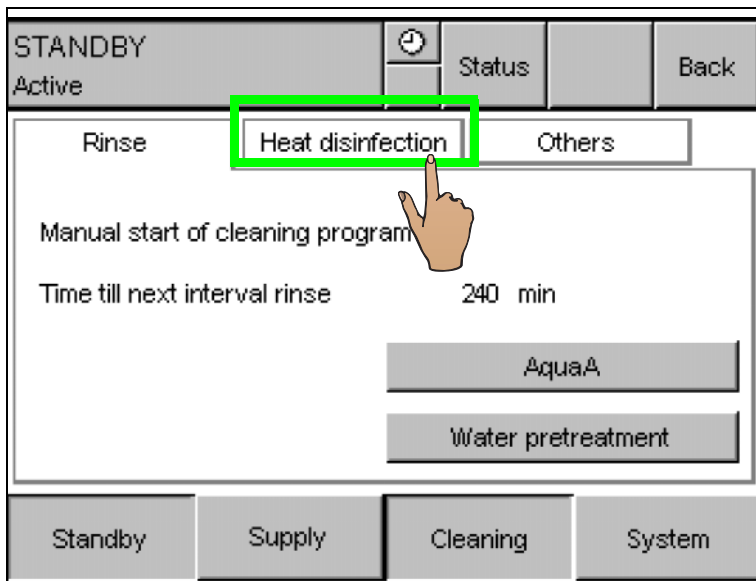 STANDBY
Active
Status
Back
Rinse
Heat disinfection
Others
Manual start of cleaning program
Time till next interval rinse 240 min
AquaA
Water pretreatment
Standby
Supply
Cleaning
System